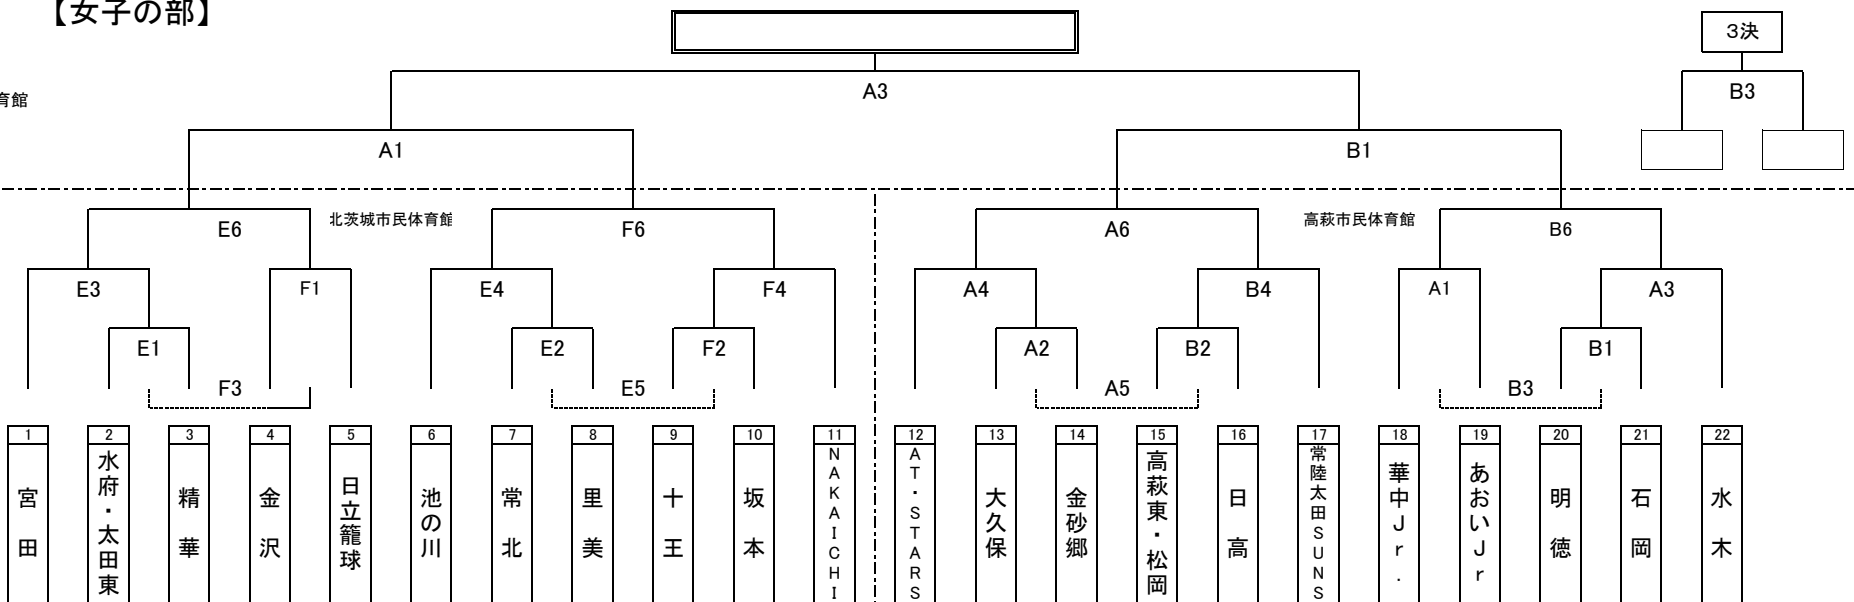 【女子の部】
3決
A3
B3
育館
A1
B1
E6
北茨城市民体育館
F6
A6
高萩市民体育館
B6
E3
F1
E4
F4
A4
B4
A1
A3
E1
E2
F2
A2
B2
B1
F3
E5
A5
B3
1
2
3
4
5
6
7
8
9
10
11
12
13
14
15
16
17
18
19
20
21
22
宮田
水府・太田東
精華
金沢
日立籠球
池の川
常北
里美
十王
坂本
NAKAICHI
AT・STARS
大久保
金砂郷
高萩東・松岡
日高
常陸太田SUNS
華中Jr.
あおいJr
明徳
石岡
水木